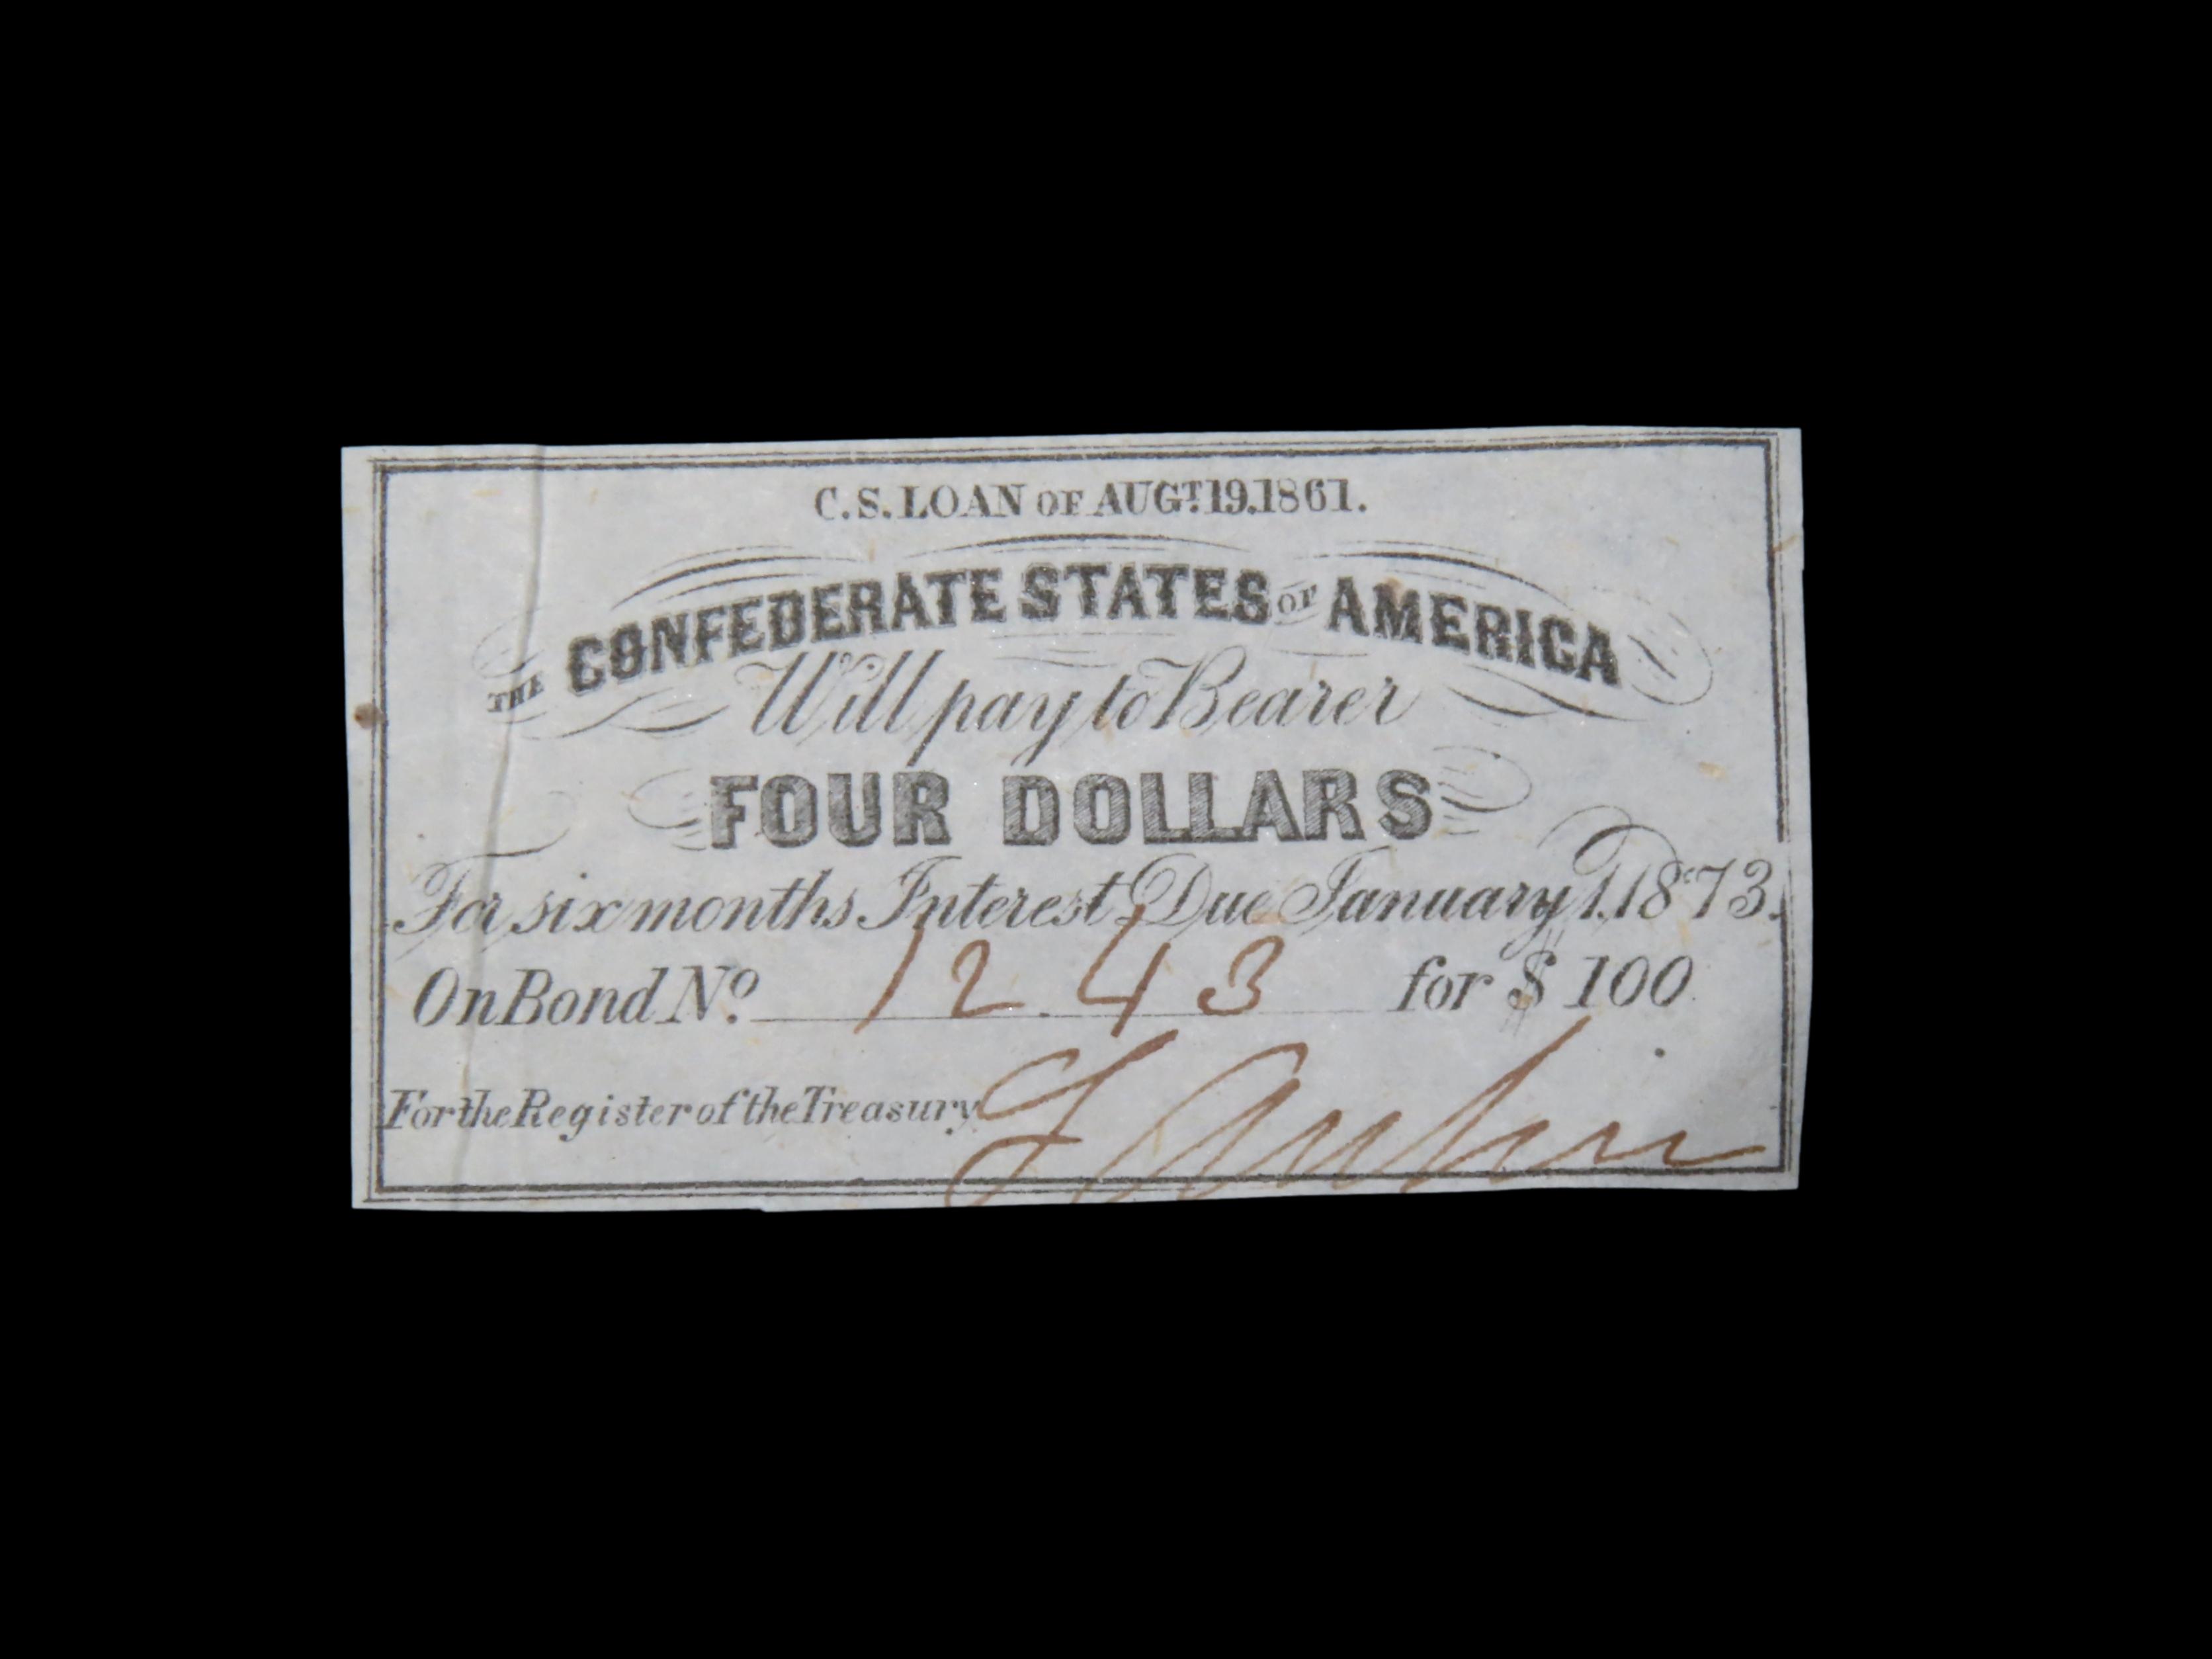 C.S. LOAN OF AUGT. 19. 1861.
THE CONFEDERATE STATES OF AMERICA
Will pay to Bearer
FOUR DOLLARS
For six months Interest Due January 1. 1873.
On Bond No. 1243 for $100
For the Register of the Treasury